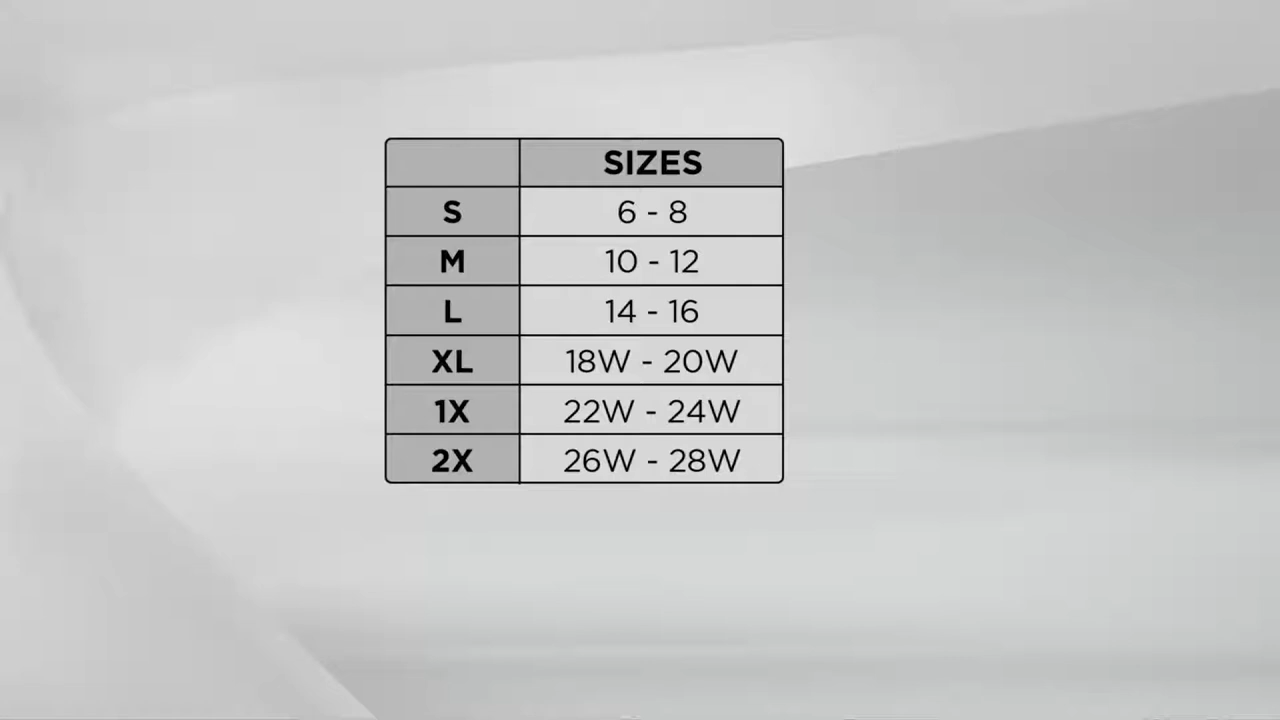 SIZES
S 6 - 8
M 10 - 12
L 14 - 16
XL 18W - 20W
1X 22W - 24W
2X 26W - 28W